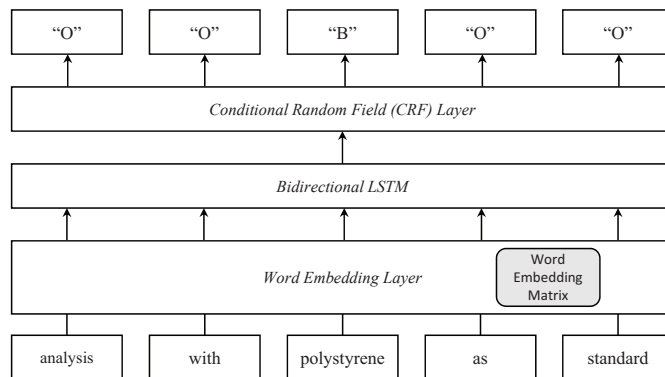 “O” “O” “B” “O” “O”
Conditional Random Field (CRF) Layer
Bidirectional LSTM
Word Embedding Layer
Word
Embedding
Matrix
analysis with polystyrene as standard